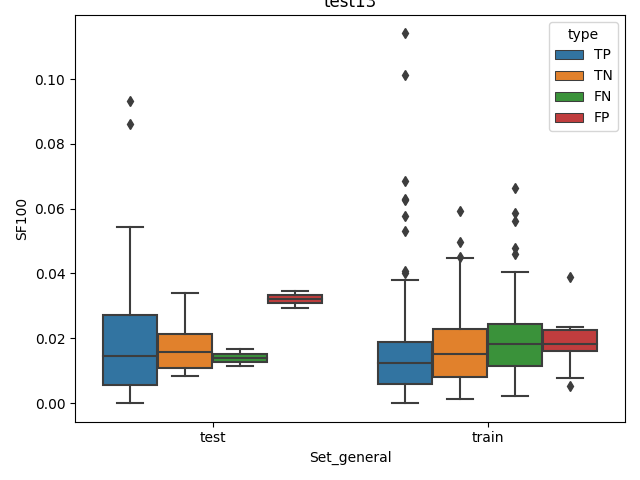 test13
type
TP
TN
FN
FP
0.10
0.08
0.06
0.04
0.02
0.00
SF100
test
train
Set_general